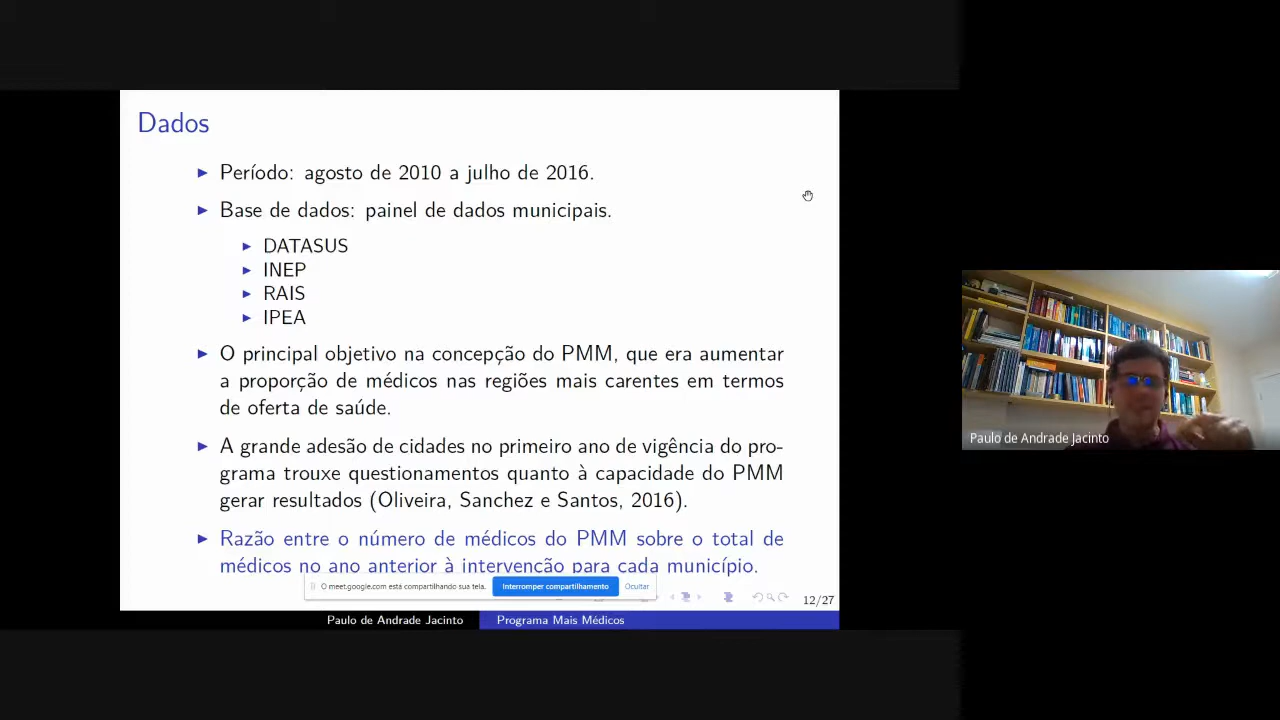 Dados
Período: agosto de 2010 a julho de 2016.
Base de dados: painel de dados municipais.
DATASUS
INEP
RAIS
IPEA
O principal objetivo na concepção do PMM, que era aumentar
a proporção de médicos nas regiões mais carentes em termos
de oferta de saúde.
A grande adesão de cidades no primeiro ano de vigência do pro-
grama trouxe questionamentos quanto à capacidade do PMM
gerar resultados (Oliveira, Sanchez e Santos, 2016).
Razão entre o número de médicos do PMM sobre o total de
médicos no ano anterior à intervenção para cada município.
O meet.google.com está compartilhando sua tela.
Interromper compartilhamento
Ocultar
12/27
Paulo de Andrade Jacinto
Programa Mais Médicos
Paulo de Andrade Jacinto